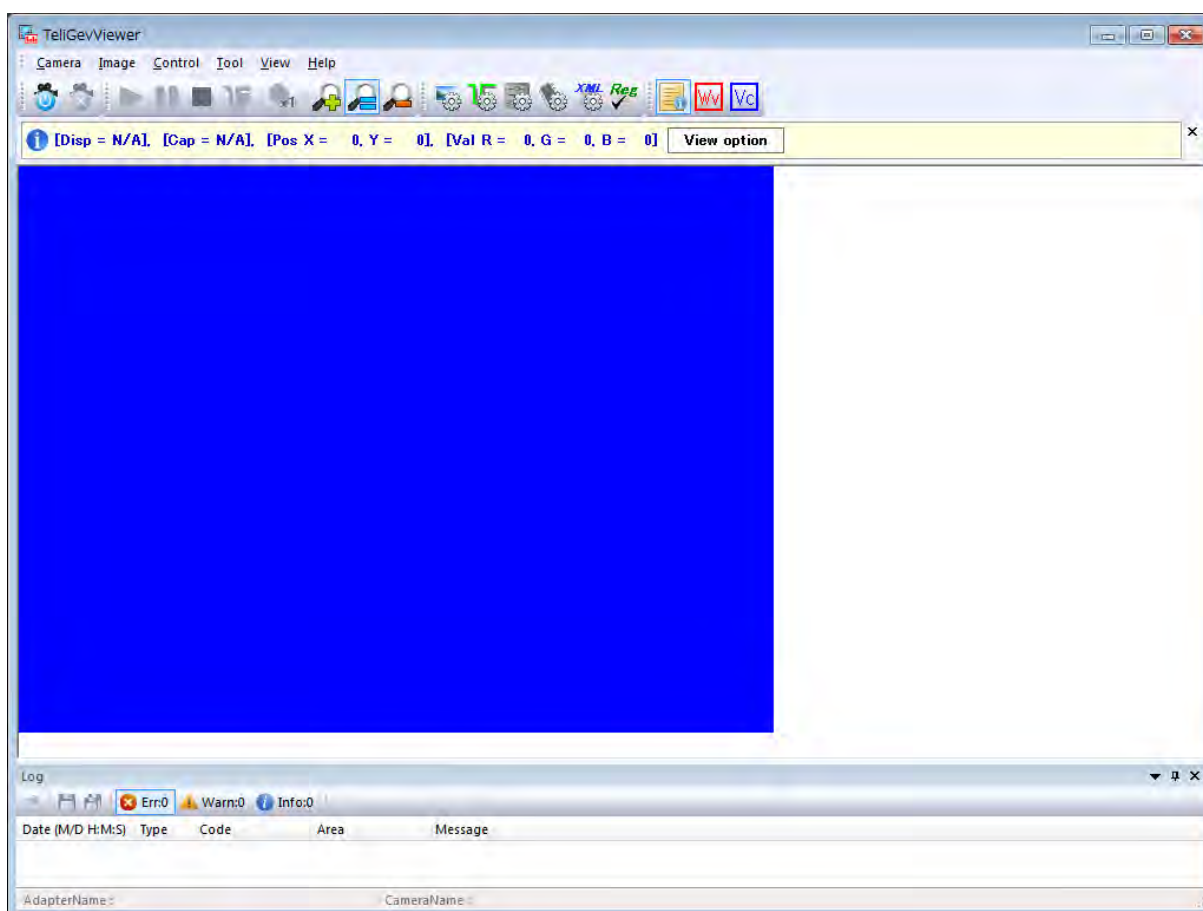 TeliGevViewer
Camera Image Control Tool View Help
x1 XML Reg Wv Vc
[Disp = N/A], [Cap = N/A], [Pos X = 0, Y = 0], [Val R = 0, G = 0, B = 0] View option
Log
Err:0 Warn:0 Info:0
Date (M/D H:M:S) Type Code Area Message
AdapterName : CameraName :